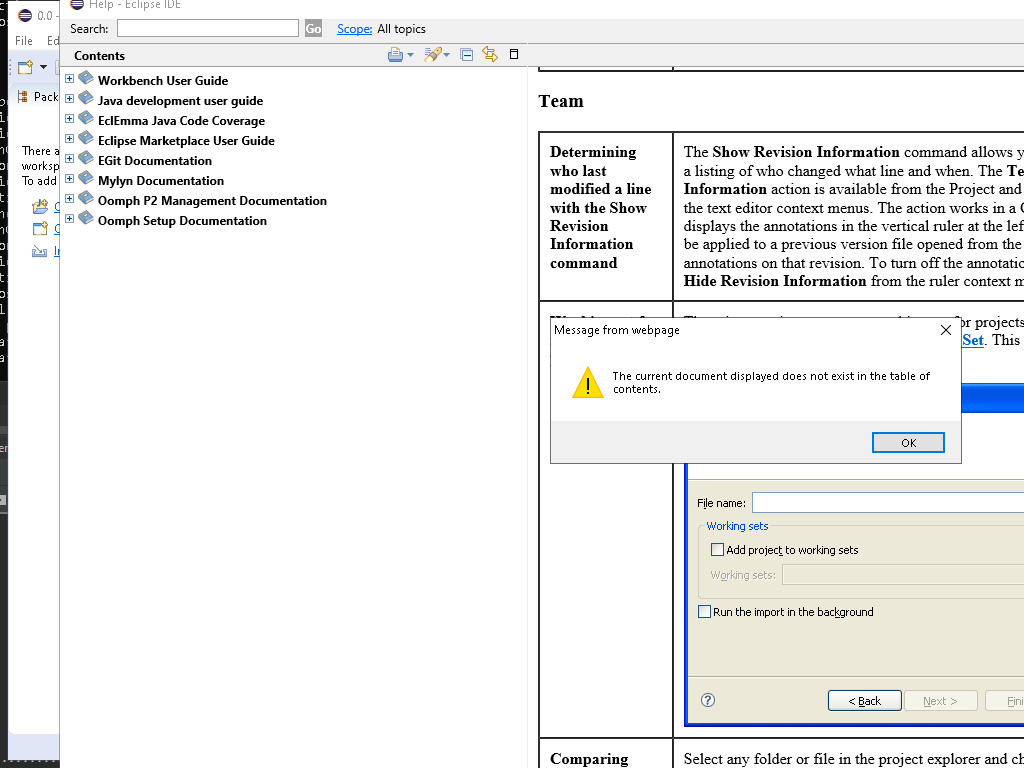 Help - Eclipse IDE
0.0 -
File Ed
Search:
Go
Scope: All topics
Contents
Pack
Workbench User Guide
Java development user guide
EclEmma Java Code Coverage
Eclipse Marketplace User Guide
EGit Documentation
Mylyn Documentation
Oomph P2 Management Documentation
Oomph Setup Documentation
There a
worksp
To add
Team
Determining
who last
modified a line
with the Show
Revision
Information
command
The Show Revision Information command allows y
a listing of who changed what line and when. The Te
Information action is available from the Project and
the text editor context menus. The action works in a C
displays the annotations in the vertical ruler at the lef
be applied to a previous version file opened from the
annotations on that revision. To turn off the annotatio
Hide Revision Information from the ruler context m
or projects
Set. This
Message from webpage
The current document displayed does not exist in the table of
contents.
OK
File name:
Working sets
Add project to working sets
Working sets:
Run the import in the background
< Back
Next >
Fini
Comparing
Select any folder or file in the project explorer and ch